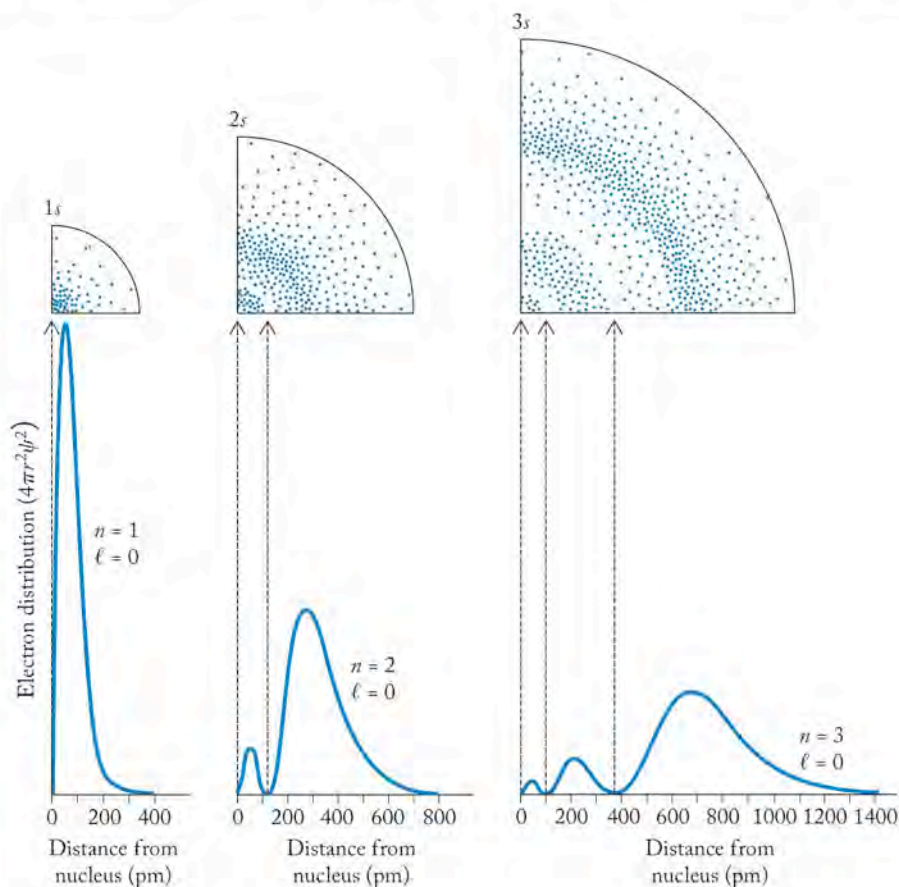 3s
2s
1s
Electron distribution (4πr²ψ²)
n = 1
ℓ = 0
n = 2
ℓ = 0
n = 3
ℓ = 0
0 200 400
0 200 400 600 800
0 200 400 600 800 1000 1200 1400
Distance from
nucleus (pm)
Distance from
nucleus (pm)
Distance from
nucleus (pm)